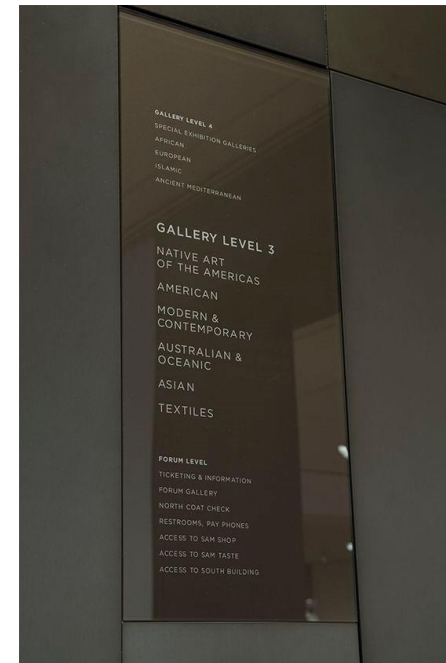 GALLERY LEVEL 4
SPECIAL EXHIBITION GALLERIES
AFRICAN
EUROPEAN
ISLAMIC
ANCIENT MEDITERRANEAN
GALLERY LEVEL 3
NATIVE ART
OF THE AMERICAS
AMERICAN
MODERN &
CONTEMPORARY
AUSTRALIAN &
OCEANIC
ASIAN
TEXTILES
FORUM LEVEL
TICKETING & INFORMATION
FORUM GALLERY
NORTH COAT CHECK
RESTROOMS, PAY PHONES
ACCESS TO SAM SHOP
ACCESS TO SAM TASTE
ACCESS TO SOUTH BUILDING